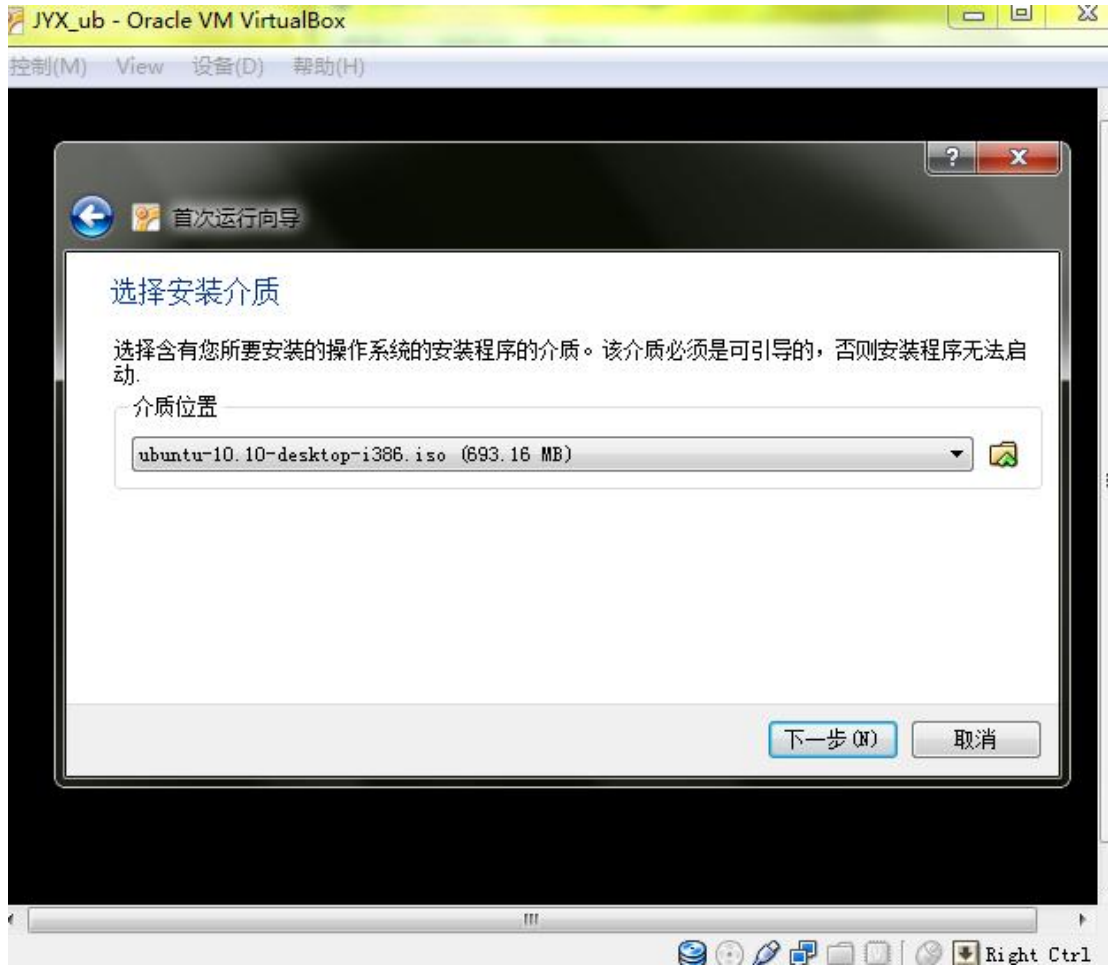 JYX_ub - Oracle VM VirtualBox
控制(M) View 设备(D) 帮助(H)
首次运行向导
选择安装介质
选择含有您所要安装的操作系统的安装程序的介质。该介质必须是可引导的，否则安装程序无法启
动.
介质位置
ubuntu-10.10-desktop-i386.iso (693.16 MB)
下一步(N) 取消
Right Ctrl